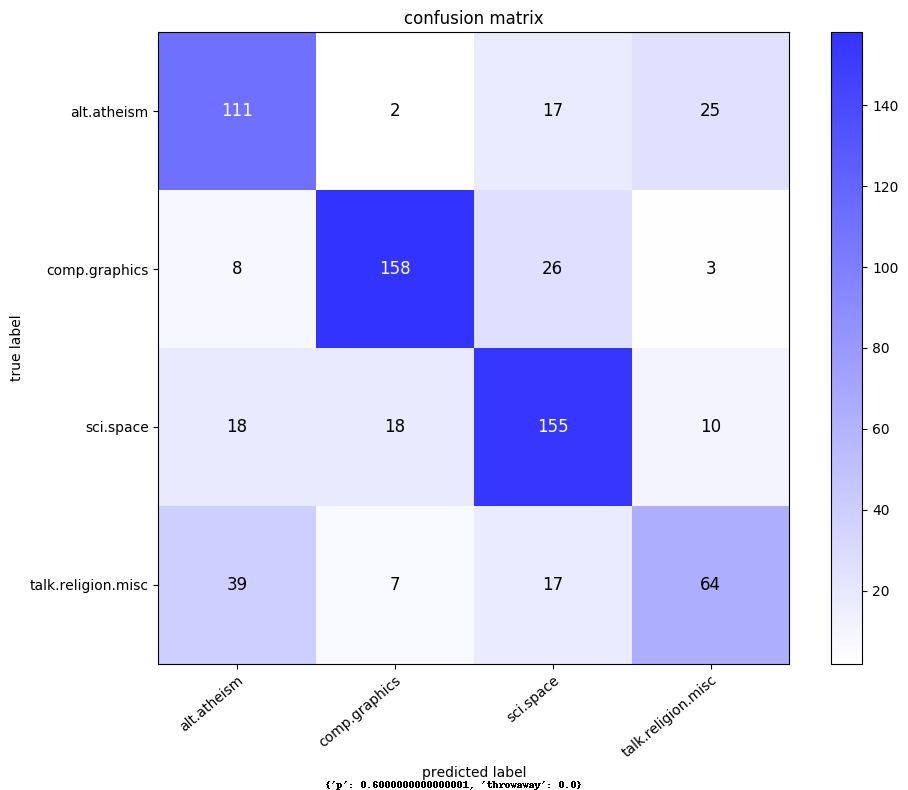 confusion matrix
alt.atheism 111 2 17 25
comp.graphics 8 158 26 3
sci.space 18 18 155 10
talk.religion.misc 39 7 17 64
true label
alt.atheism comp.graphics sci.space talk.religion.misc
predicted label
140
120
100
80
60
40
20
{'p': 0.6000000000000001, 'throwaway': 0.0}